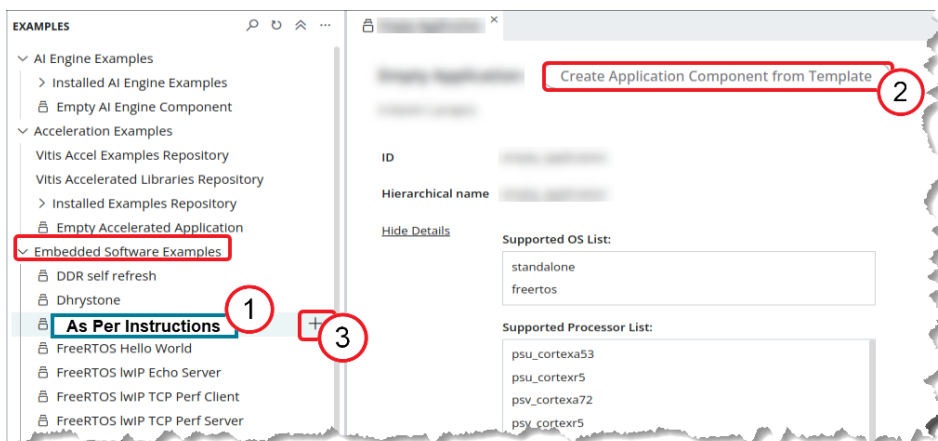 EXAMPLES
AI Engine Examples
Installed AI Engine Examples
Empty AI Engine Component
Acceleration Examples
Vitis Accel Examples Repository
Vitis Accelerated Libraries Repository
Installed Examples Repository
Empty Accelerated Application
Embedded Software Examples
DDR self refresh
Dhrystone
As Per Instructions
1
3
FreeRTOS Hello World
FreeRTOS lwIP Echo Server
FreeRTOS lwIP TCP Perf Client
FreeRTOS lwIP TCP Perf Server
Create Application Component from Template
2
ID
Hierarchical name
Hide Details
Supported OS List:
standalone
freertos
Supported Processor List:
psu_cortexa53
psu_cortexr5
psv_cortexa72
psv_cortexr5